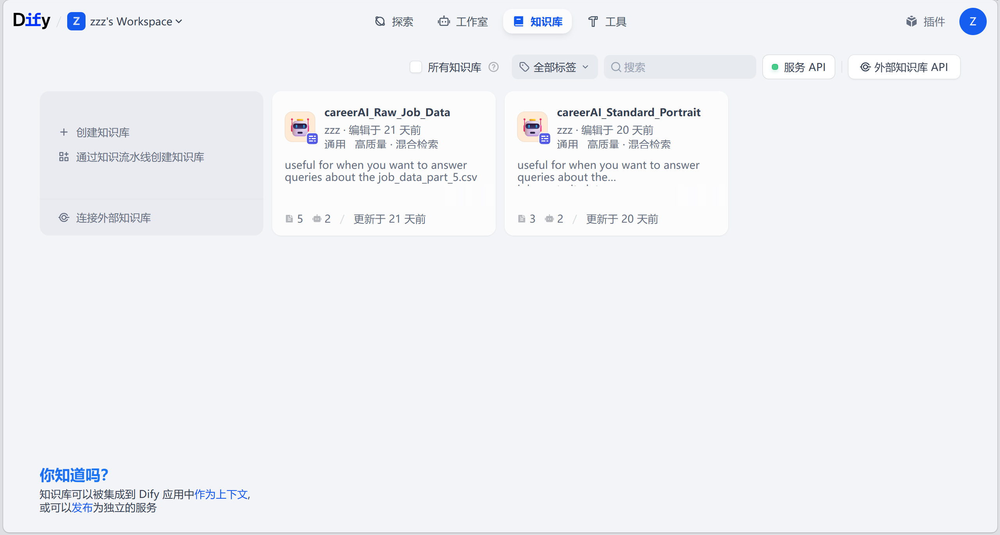 Dify / Z zzz's Workspace
探索
工作室
知识库
工具
插件
Z
所有知识库
全部标签
搜索
服务 API
外部知识库 API
创建知识库
通过知识流水线创建知识库
连接外部知识库
careerAI_Raw_Job_Data
zzz · 编辑于 21 天前
通用 高质量 · 混合检索
useful for when you want to answer
queries about the job_data_part_5.csv
5 2 / 更新于 21 天前
careerAI_Standard_Portrait
zzz · 编辑于 20 天前
通用 高质量 · 混合检索
useful for when you want to answer
queries about the...
3 2 / 更新于 20 天前
你知道吗?
知识库可以被集成到 Dify 应用中作为上下文,
或可以发布为独立的服务